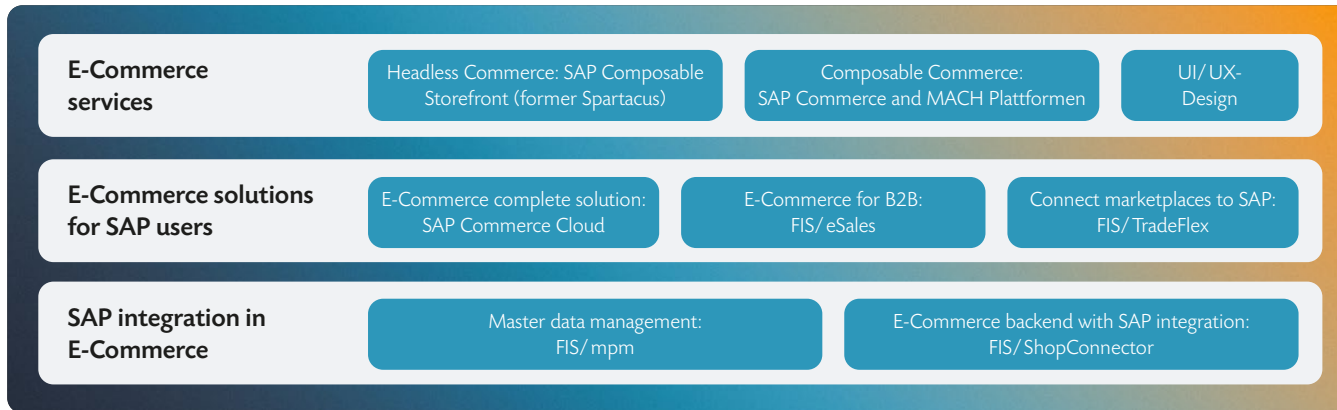 E-Commerce
services
Headless Commerce: SAP Composable
Storefront (former Spartacus)
Composable Commerce:
SAP Commerce and MACH Plattformen
UI/UX-
Design
E-Commerce solutions
for SAP users
E-Commerce complete solution:
SAP Commerce Cloud
E-Commerce for B2B:
FIS/eSales
Connect marketplaces to SAP:
FIS/TradeFlex
SAP integration in
E-Commerce
Master data management:
FIS/mpm
E-Commerce backend with SAP integration:
FIS/ShopConnector